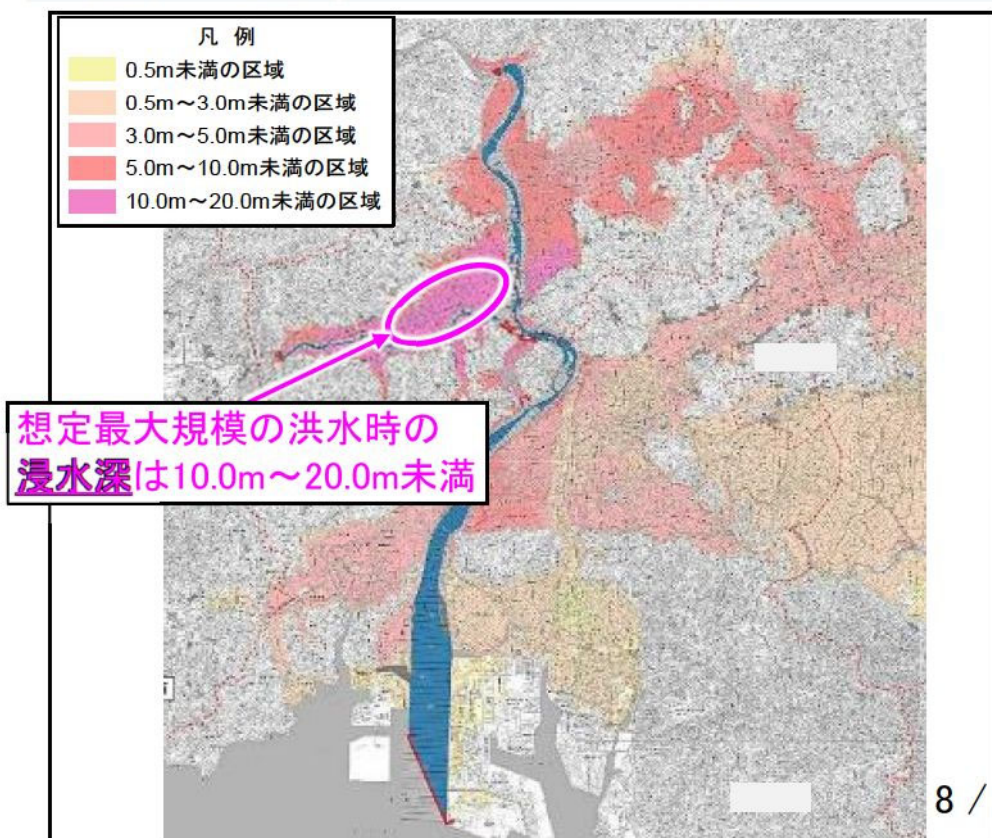 凡 例
0.5m未満の区域
0.5m～3.0m未満の区域
3.0m～5.0m未満の区域
5.0m～10.0m未満の区域
10.0m～20.0m未満の区域
想定最大規模の洪水時の
浸水深は10.0m～20.0m未満
8 /